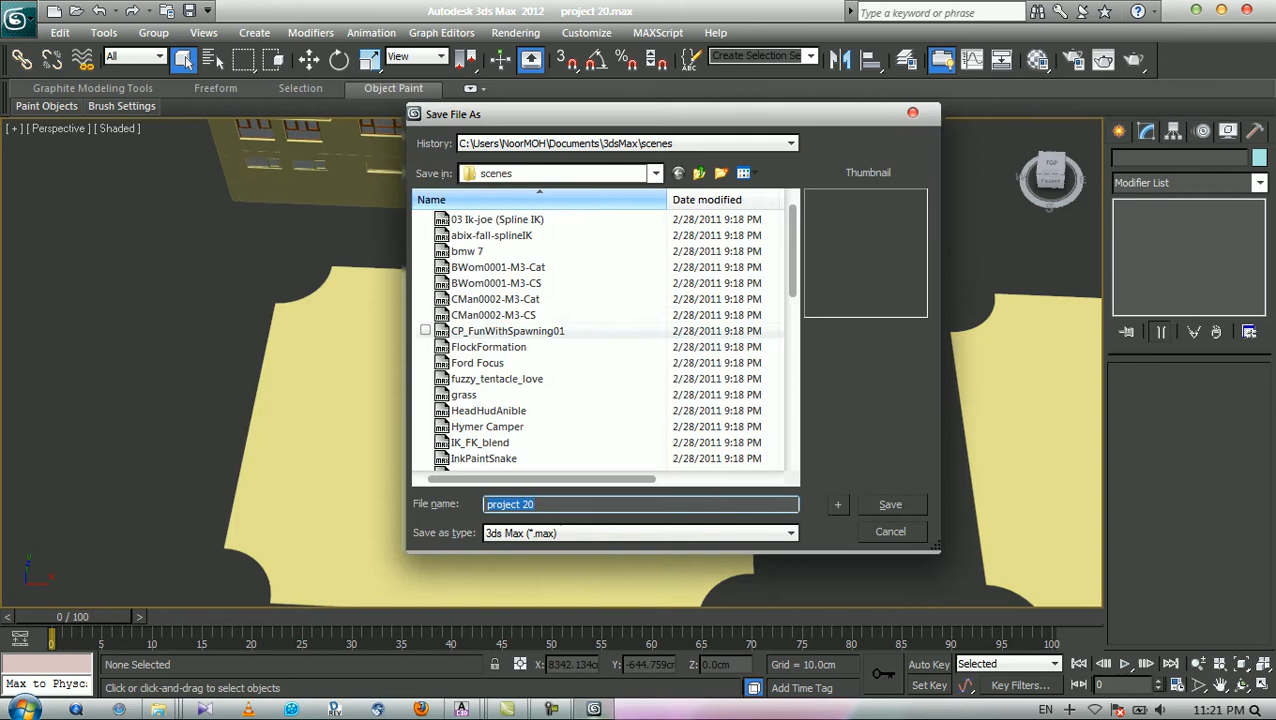 Autodesk 3ds Max 2012 project 20.max
Type a keyword or phrase
Edit Tools Group Views Create Modifiers Animation Graph Editors Rendering Customize MAXScript Help
All View Create Selection Se
Graphite Modeling Tools Freeform Selection Object Paint
Paint Objects Brush Settings
[ + ] [ Perspective ] [ Shaded ]
TOP
FRONT
Modifier List
Save File As
History: C:\Users\NoorMOH\Documents\3dsMax\scenes
Save in: scenes
Thumbnail
Name Date modified
03 Ik-joe (Spline IK) 2/28/2011 9:18 PM
abix-fall-splineIK 2/28/2011 9:18 PM
bmw 7 2/28/2011 9:18 PM
BWom0001-M3-Cat 2/28/2011 9:18 PM
BWom0001-M3-CS 2/28/2011 9:18 PM
CMan0002-M3-Cat 2/28/2011 9:18 PM
CMan0002-M3-CS 2/28/2011 9:18 PM
CP_FunWithSpawning01 2/28/2011 9:18 PM
FlockFormation 2/28/2011 9:18 PM
Ford Focus 2/28/2011 9:18 PM
fuzzy_tentacle_love 2/28/2011 9:18 PM
grass 2/28/2011 9:18 PM
HeadHudAnible 2/28/2011 9:18 PM
Hymer Camper 2/28/2011 9:18 PM
IK_FK_blend 2/28/2011 9:18 PM
InkPaintSnake 2/28/2011 9:18 PM
File name: project 20 + Save
Save as type: 3ds Max (*.max) Cancel
< 0 / 100 >
0 5 10 15 20 25 30 35 40 45 50 55 60 65 70 75 80 85 90 95 100
None Selected X: 8342.134cm Y: -644.759cm Z: 0.0cm Grid = 10.0cm Auto Key Selected
Max to Physc Click or click-and-drag to select objects Add Time Tag Set Key Key Filters... 0
EN 11:21 PM